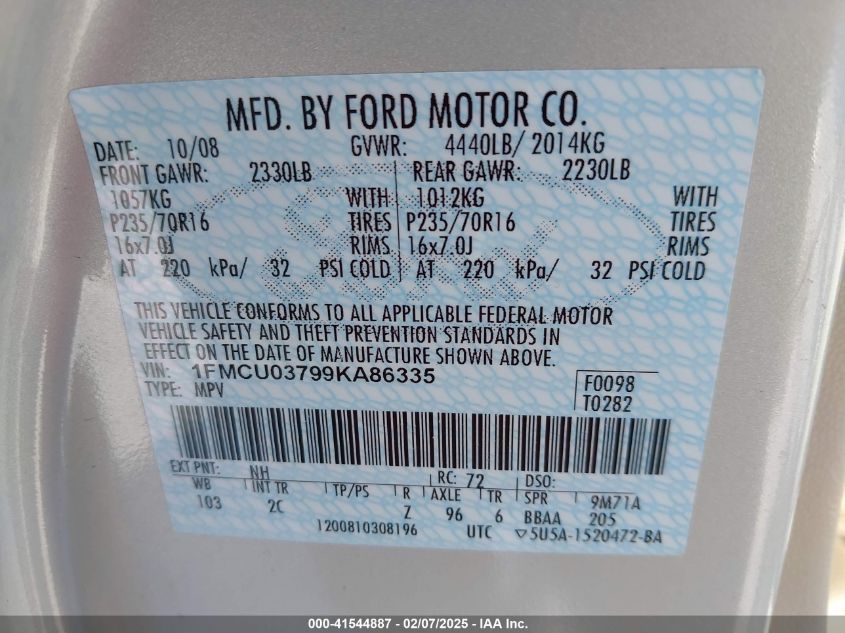 MFD. BY FORD MOTOR CO.
DATE: 10/08 GVWR: 4440LB/ 2014KG
FRONT GAWR: 2330LB REAR GAWR: 2230LB
1057KG WITH 1012KG WITH
P235/70R16 TIRES P235/70R16 TIRES
16x7.0J RIMS 16x7.0J RIMS
AT 220 kPa/ 32 PSI COLD AT 220 kPa/ 32 PSI COLD
THIS VEHICLE CONFORMS TO ALL APPLICABLE FEDERAL MOTOR
VEHICLE SAFETY AND THEFT PREVENTION STANDARDS IN
EFFECT ON THE DATE OF MANUFACTURE SHOWN ABOVE.
VIN: 1FMCU03799KA86335
TYPE: MPV
F0098
T0282
EXT PNT: NH RC: 72 DSO:
WB INT TR TP/PS R AXLE TR SPR 9M71A
103 2C Z 96 6 BBAA 205
1200810308196 UTC ▽5U5A-1520472-BA
000-41544887 - 02/07/2025 - IAA Inc.